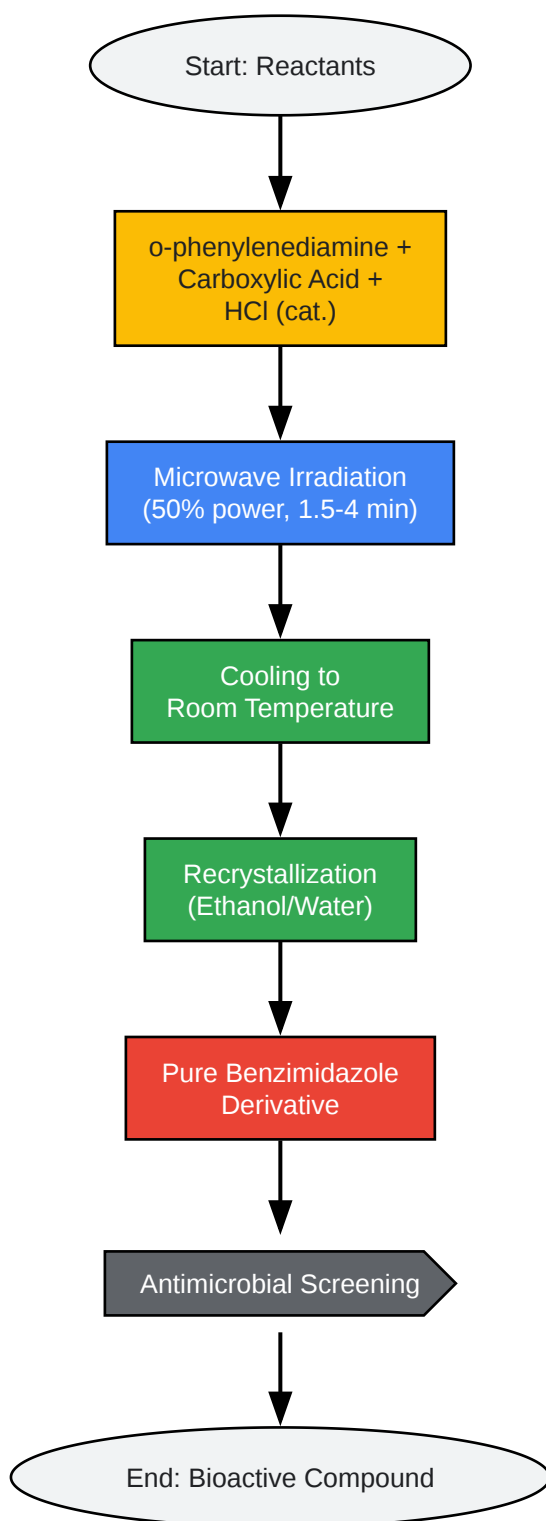 Start: Reactants
o-phenylenediamine +
Carboxylic Acid +
HCl (cat.)
Microwave Irradiation
(50% power, 1.5-4 min)
Cooling to
Room Temperature
Recrystallization
(Ethanol/Water)
Pure Benzimidazole
Derivative
Antimicrobial Screening
End: Bioactive Compound